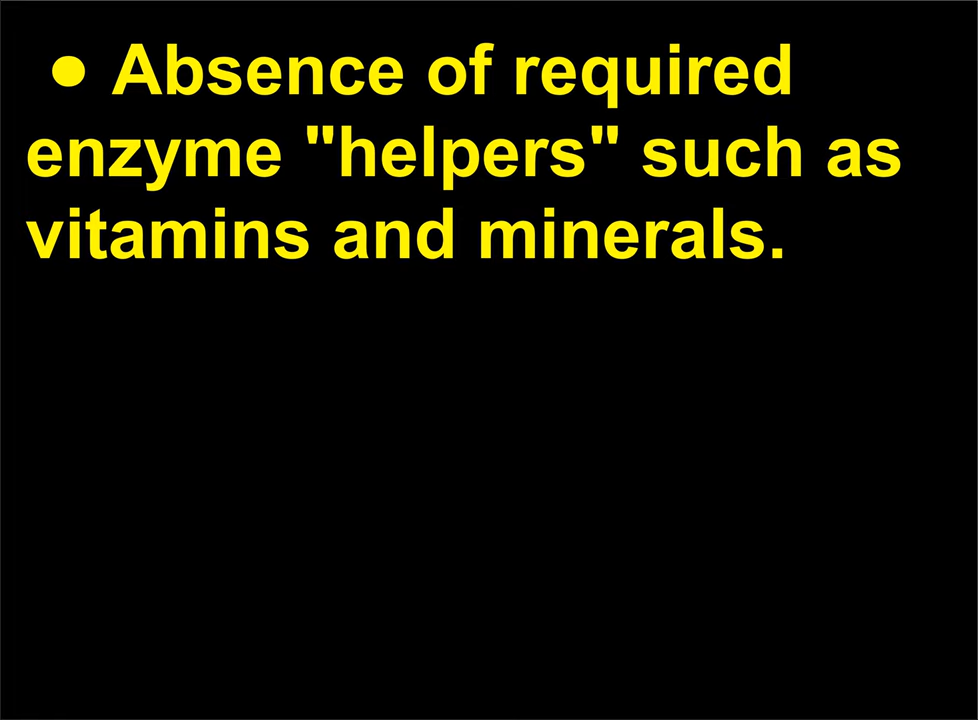 ● Absence of required
enzyme "helpers" such as
vitamins and minerals.